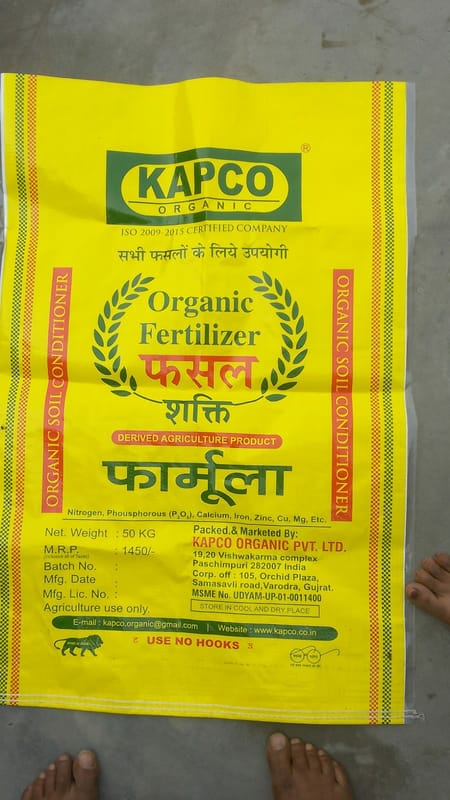 KAPCO
®
ORGANIC
ISO 2009-2015 CERTIFIED COMPANY
सभी फसलों के लिये उपयोगी
Organic
Fertilizer
फसल
शक्ति
ORGANIC SOIL CONDITIONER
ORGANIC SOIL CONDITIONER
DERIVED AGRICULTURE PRODUCT
फार्मूला
Nitrogen, Phousphorous (P₂O₅), Calcium, Iron, Zinc, Cu, Mg, Etc.
Net. Weight : 50 KG
M.R.P. : 1450/-
Batch No. :
Mfg. Date :
Mfg. Lic. No. :
Agriculture use only.
Packed.& Marketed By:
KAPCO ORGANIC PVT. LTD.
19,20 Vishwakarma complex
Paschimpuri 282007 India
Corp. off : 105, Orchid Plaza,
Samasavli road,Varodra, Gujrat.
MSME No. UDYAM-UP-01-0011400
STORE IN COOL AND DRY PLACE
E-mail : kapco.organic@gmail.com | Website : www.kapco.co.in
USE NO HOOKS